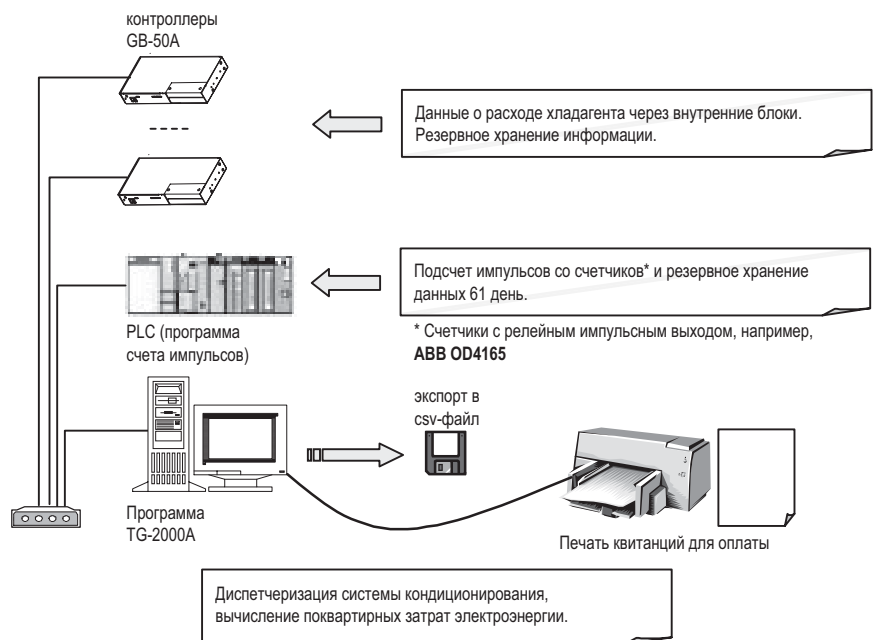 контроллеры
GB-50A
Данные о расходе хладагента через внутренние блоки.
Резервное хранение информации.
Подсчет импульсов со счетчиков* и резервное хранение
данных 61 день.
PLC (программа
счета импульсов)
* Счетчики с релейным импульсным выходом, например,
ABB OD4165
экспорт в
csv-файл
Программа
TG-2000A
Печать квитанций для оплаты
Диспетчеризация системы кондиционирования,
вычисление поквартирных затрат электроэнергии.